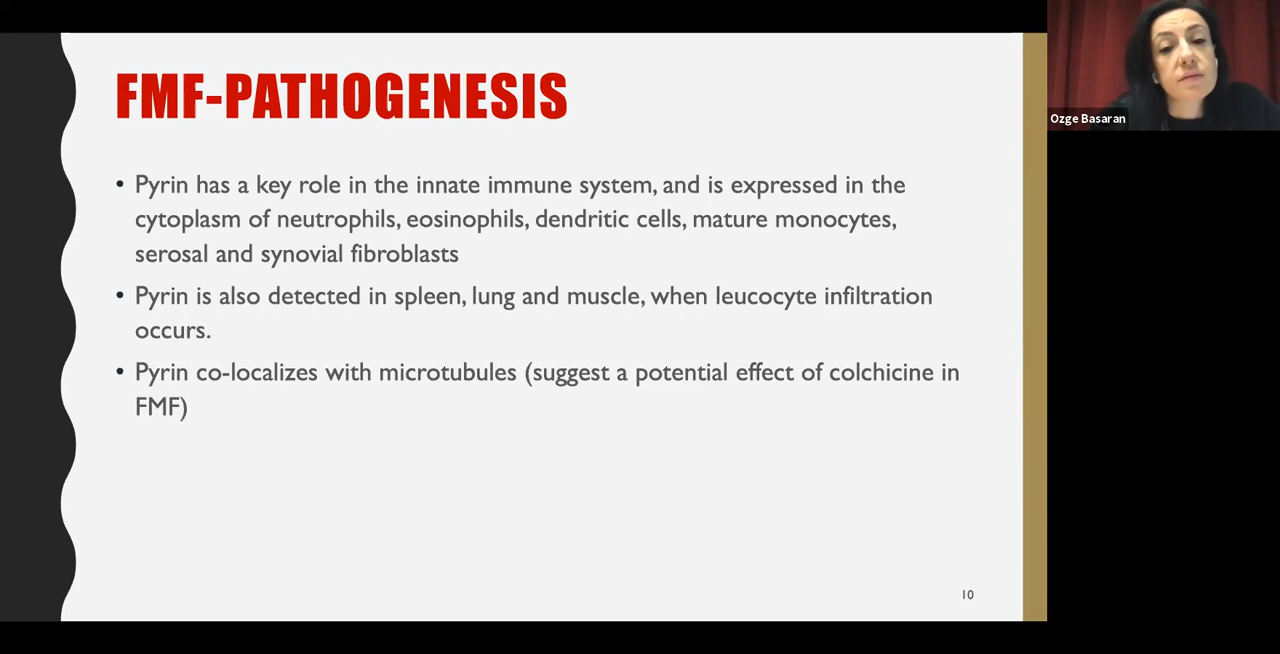 FMF-PATHOGENESIS
• Pyrin has a key role in the innate immune system, and is expressed in the
cytoplasm of neutrophils, eosinophils, dendritic cells, mature monocytes,
serosal and synovial fibroblasts
• Pyrin is also detected in spleen, lung and muscle, when leucocyte infiltration
occurs.
• Pyrin co-localizes with microtubules (suggest a potential effect of colchicine in
FMF)
10
Ozge Basaran